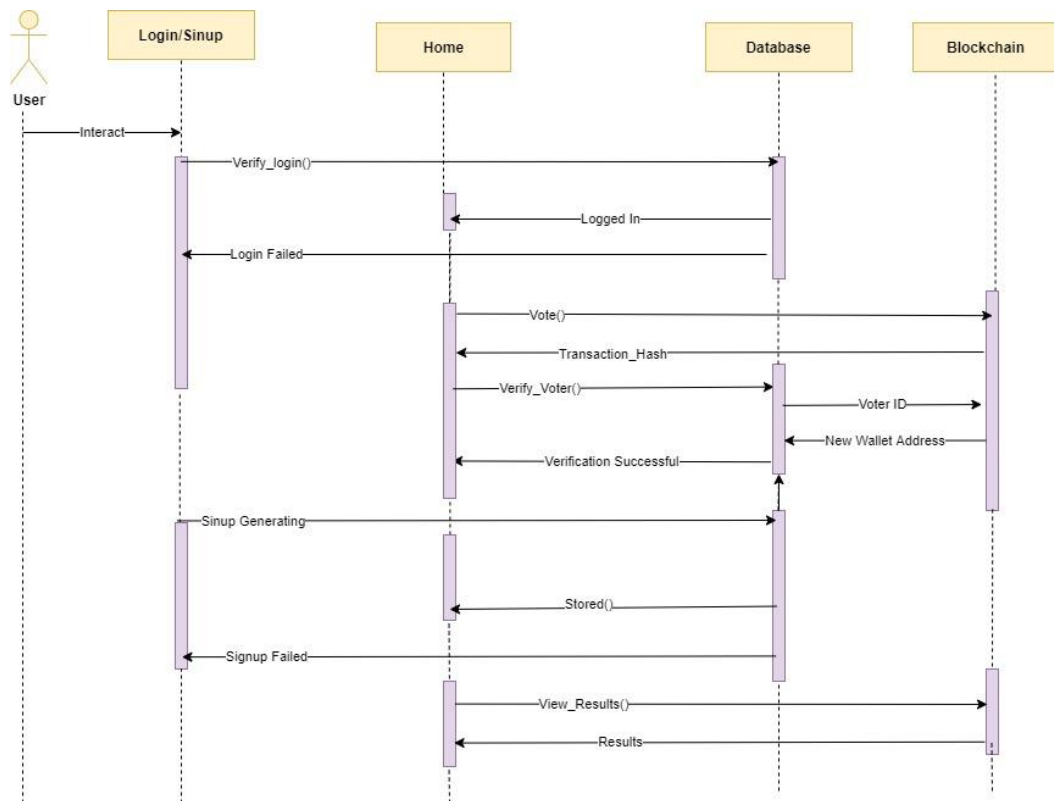 Login/Sinup
Home
Database
Blockchain
User
Interact
Verify_login()
Logged In
Login Failed
Vote()
Transaction_Hash
Verify_Voter()
Voter ID
New Wallet Address
Verification Successful
Sinup Generating
Stored()
Signup Failed
View_Results()
Results